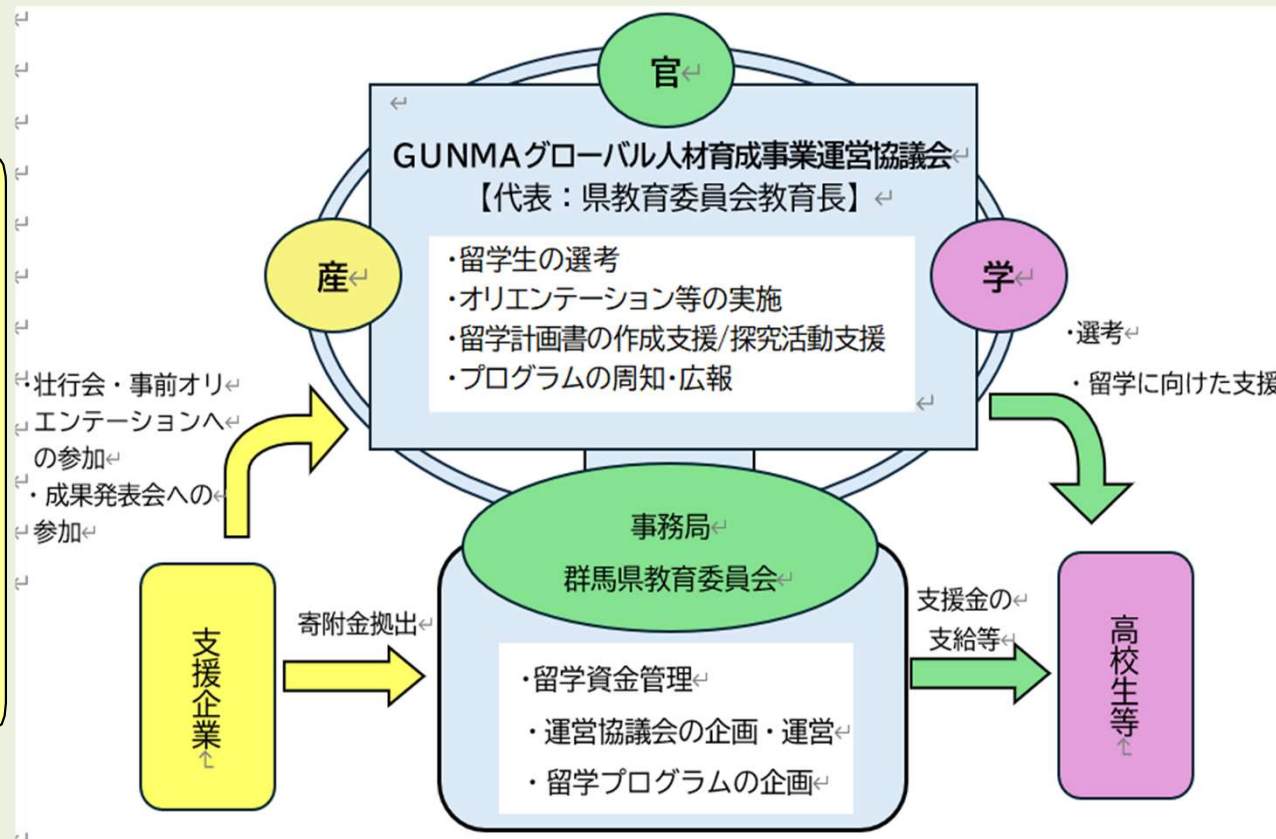 官
GUNMAグローバル人材育成事業運営協議会
【代表：県教育委員会教育長】
産
学
・留学生の選考
・オリエンテーション等の実施
・留学計画書の作成支援/探究活動支援
・プログラムの周知・広報
・壮行会・事前オリ
エンテーションへ
の参加
・成果発表会への
参加
・選考
・留学に向けた支援
事務局
群馬県教育委員会
支援企業
寄附金拠出
・留学資金管理
・運営協議会の企画・運営
・留学プログラムの企画
支援金の
支給等
高校生等